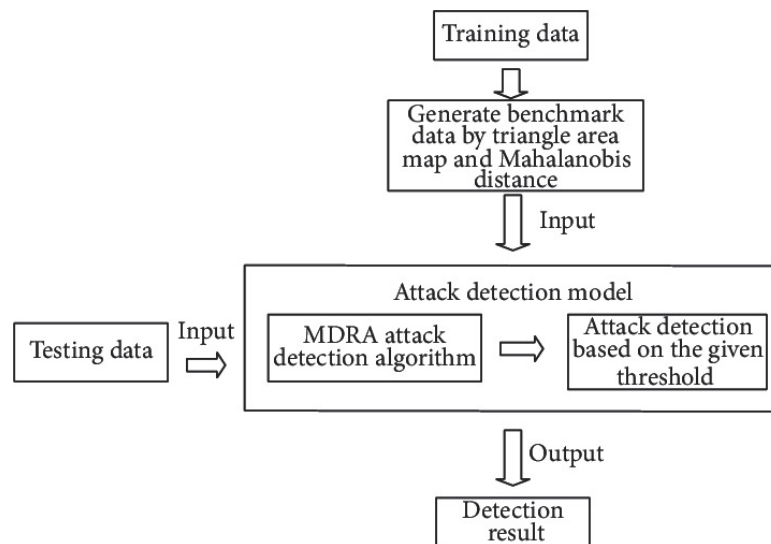 Training data
Generate benchmark
data by triangle area
map and Mahalanobis
distance
Input
Attack detection model
Input
Testing data
MDRA attack
detection algorithm
Attack detection
based on the given
threshold
Output
Detection
result